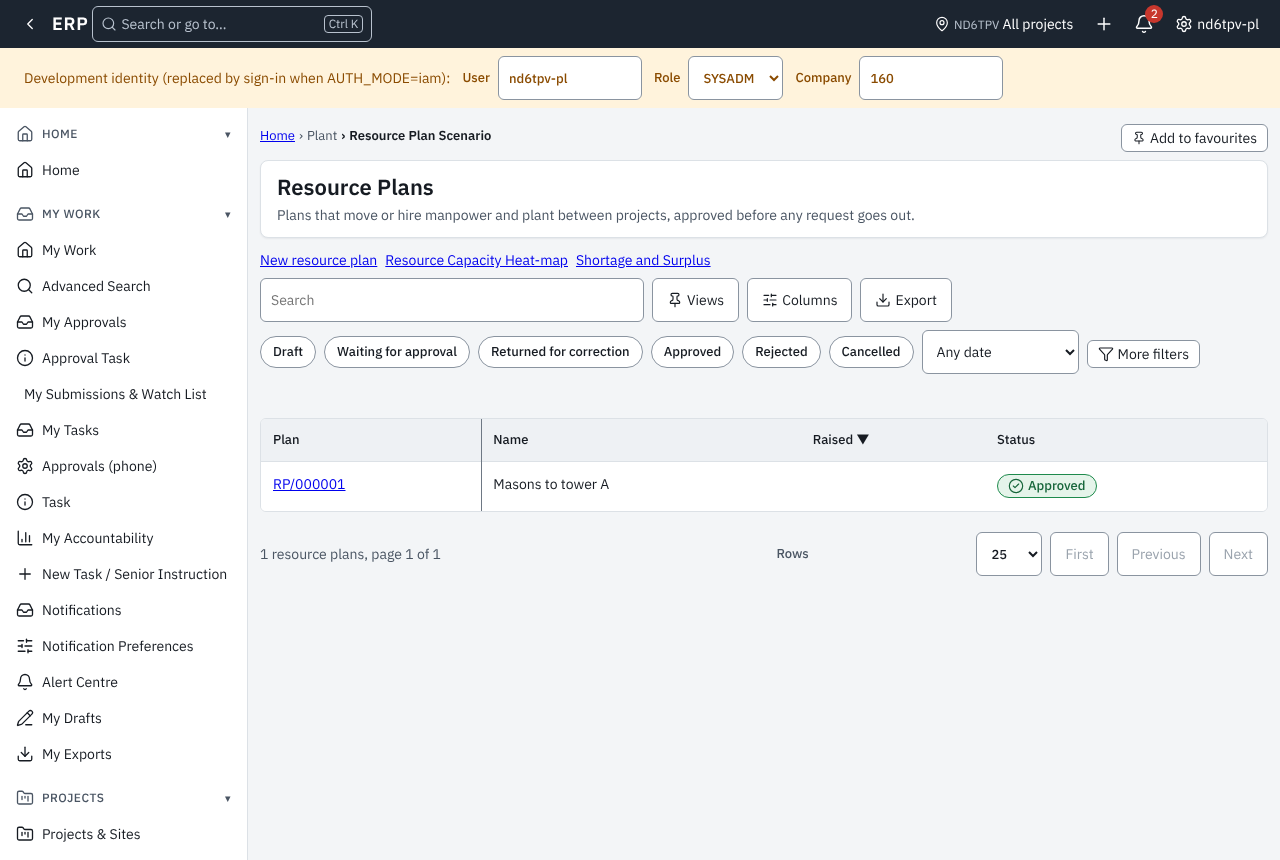 ERP Search or go to... Ctrl K ND6TPV All projects 2 nd6tpv-pl
Development identity (replaced by sign-in when AUTH_MODE=iam): User nd6tpv-pl Role SYSADM Company 160
HOME
Home
MY WORK
My Work
Advanced Search
My Approvals
Approval Task
My Submissions & Watch List
My Tasks
Approvals (phone)
Task
My Accountability
New Task / Senior Instruction
Notifications
Notification Preferences
Alert Centre
My Drafts
My Exports
PROJECTS
Projects & Sites
Home › Plant › Resource Plan Scenario
Add to favourites
Resource Plans
Plans that move or hire manpower and plant between projects, approved before any request goes out.
New resource plan Resource Capacity Heat-map Shortage and Surplus
Search Views Columns Export
Draft Waiting for approval Returned for correction Approved Rejected Cancelled Any date More filters
Plan Name Raised ▼ Status
RP/000001 Masons to tower A Approved
1 resource plans, page 1 of 1 Rows 25 First Previous Next